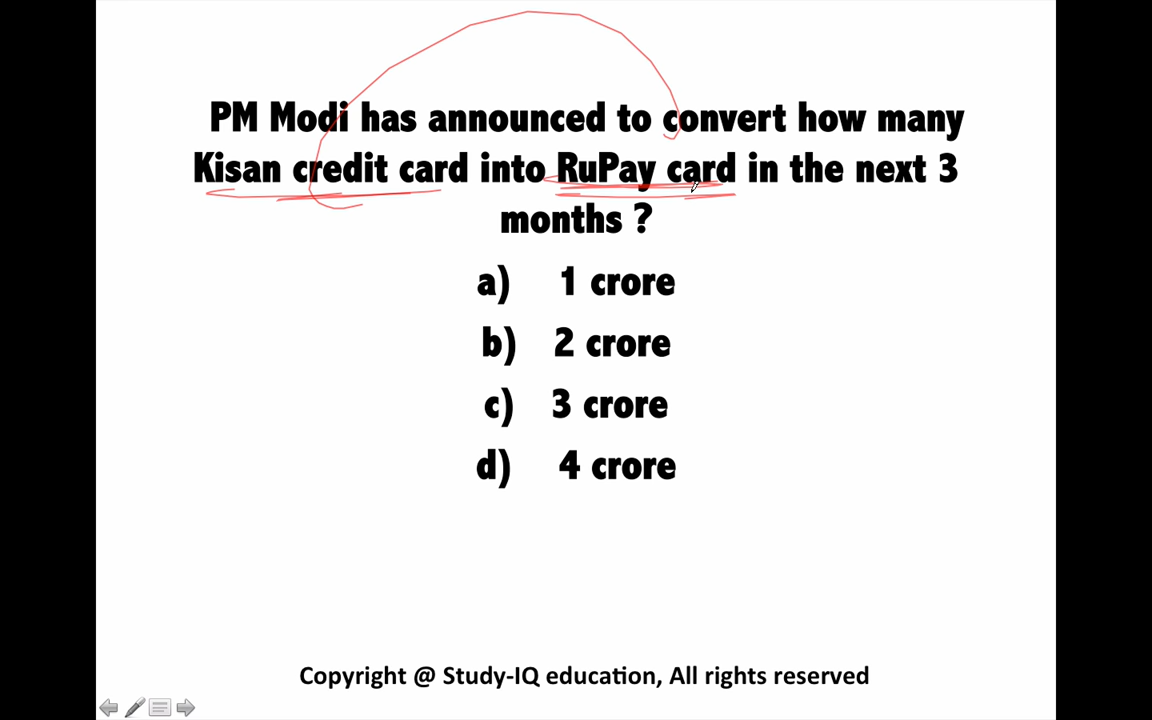 PM Modi has announced to convert how many
Kisan credit card into RuPay card in the next 3
months ?
a) 1 crore
b) 2 crore
c) 3 crore
d) 4 crore
Copyright @ Study-IQ education, All rights reserved